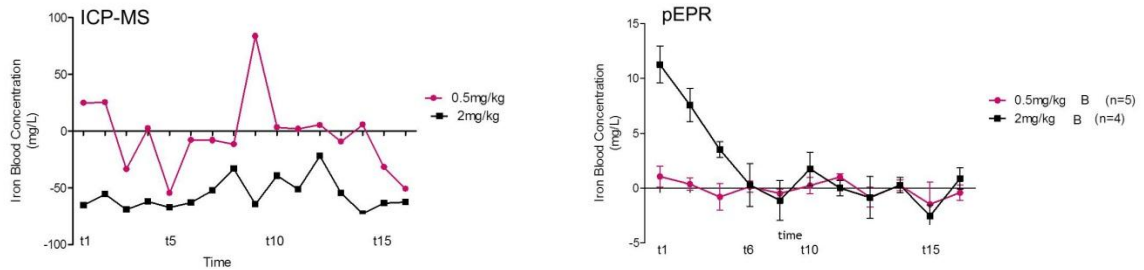 ICP-MS
100
50
0
-50
-100
Iron Blood Concentration
(mg/L)
t1
t5
t10
t15
Time
0.5mg/kg
2mg/kg
pEPR
15
10
5
0
-5
Iron Blood Concentration
(mg/L)
t1
t6
time
t10
t15
0.5mg/kg B (n=5)
2mg/kg B (n=4)